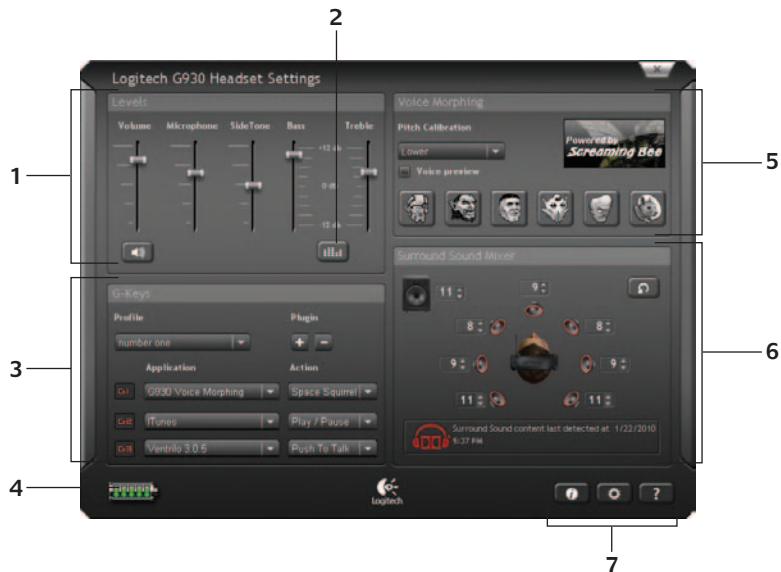 2
Logitech G930 Headset Settings
Levels
Volume Microphone SideTone Bass Treble
+12 db
0 db
12 db
1
Voice Morphing
Pitch Calibration
Lower
Voice preview
Powered by
Screaming Bee
5
G-Keys
Profile Plugin
number one
+ -
Application Action
G930 Voice Morphing Space Squirrel
iTunes Play / Pause
Ventrilo 3.0.5 Push To Talk
3
Surround Sound Mixer
11 9
8 8
9 9
11 11
Surround Sound content last detected at 1/22/2010
5:37 PM
6
4
Logitech
i ?
7